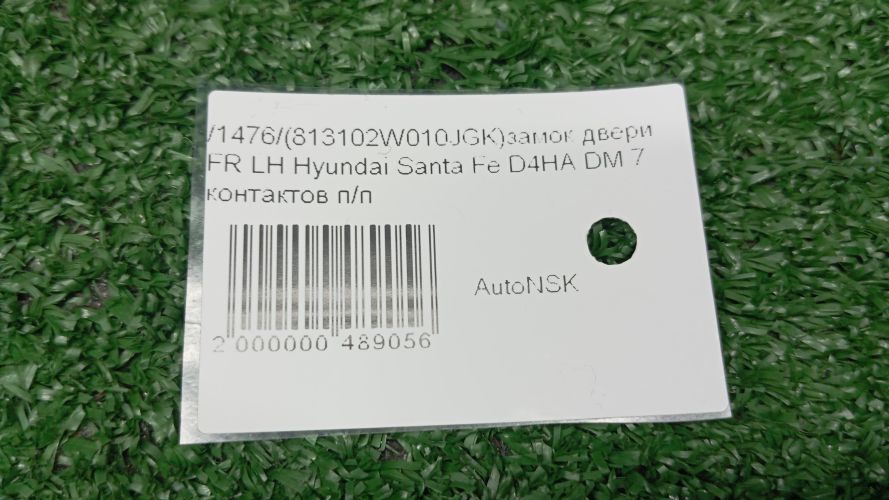 /1476/(813102W010JGK)замок двери
FR LH Hyundai Santa Fe D4HA DM 7
контактов п/п
AutoNSK
2 000000 489056